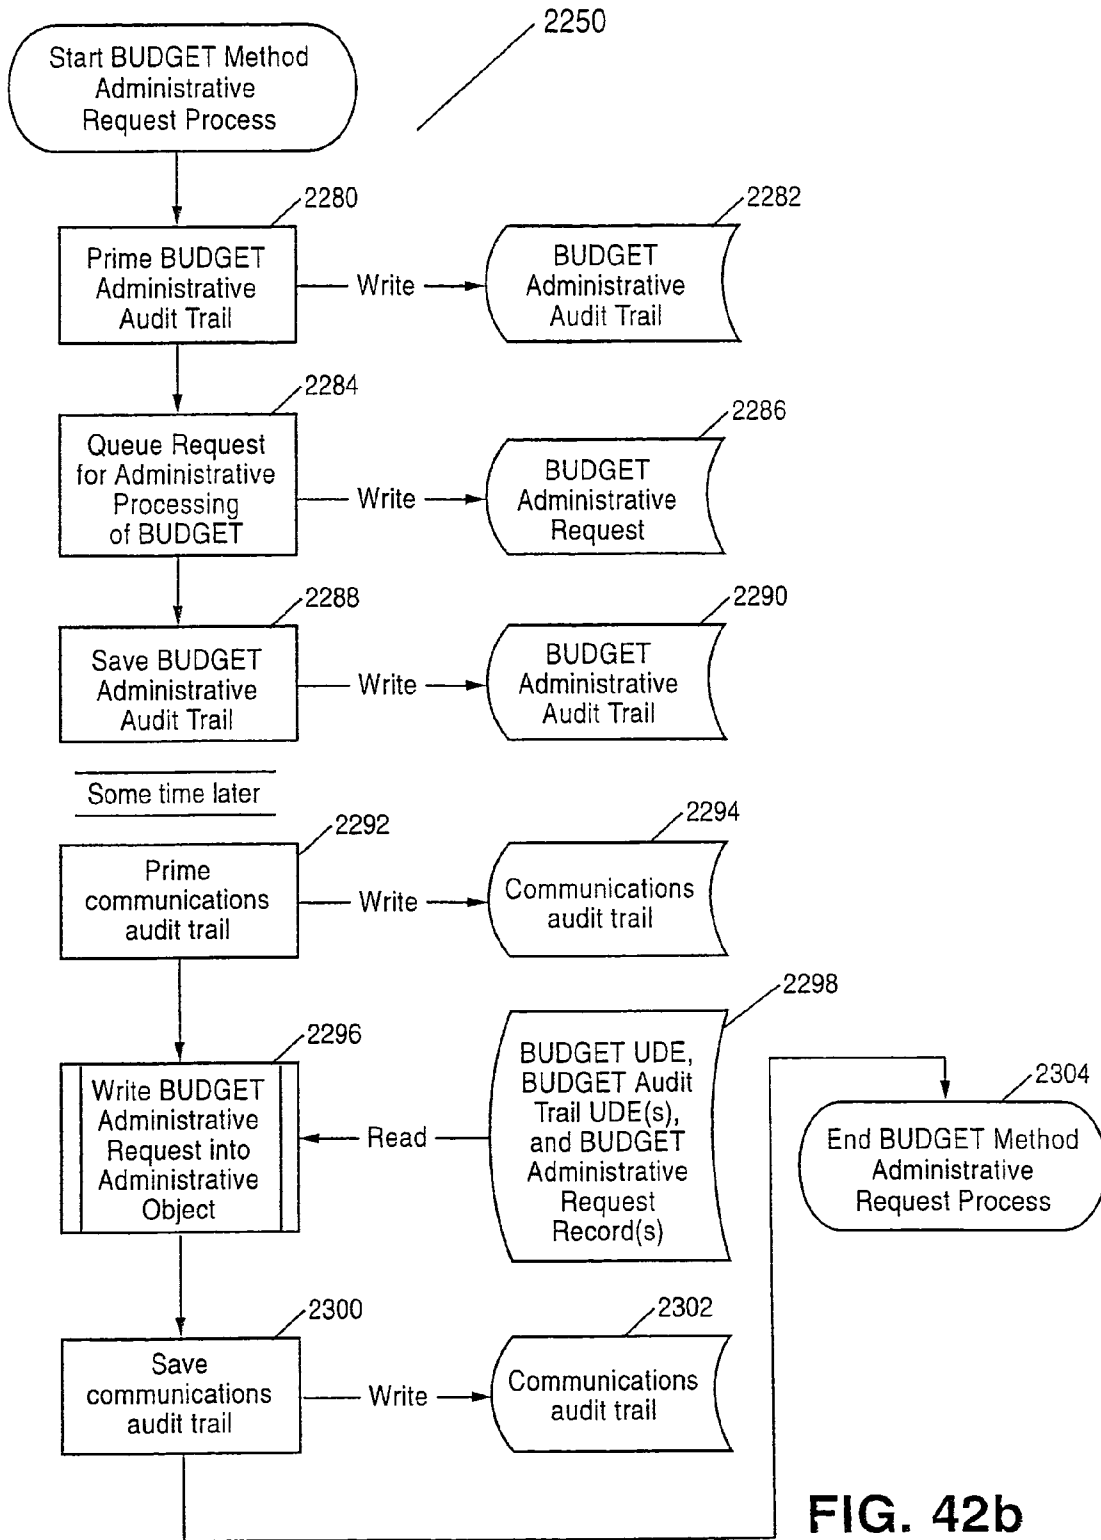 2250
Start BUDGET Method
Administrative
Request Process
2280
Prime BUDGET
Administrative
Audit Trail
Write
2282
BUDGET
Administrative
Audit Trail
2284
Queue Request
for Administrative
Processing
of BUDGET
Write
2286
BUDGET
Administrative
Request
2288
Save BUDGET
Administrative
Audit Trail
Write
2290
BUDGET
Administrative
Audit Trail
Some time later
2292
Prime
communications
audit trail
Write
2294
Communications
audit trail
2296
Write BUDGET
Administrative
Request into
Administrative
Object
Read
2298
BUDGET UDE,
BUDGET Audit
Trail UDE(s),
and BUDGET
Administrative
Request
Record(s)
2300
Save
communications
audit trail
Write
2302
Communications
audit trail
2304
End BUDGET Method
Administrative
Request Process
FIG. 42b